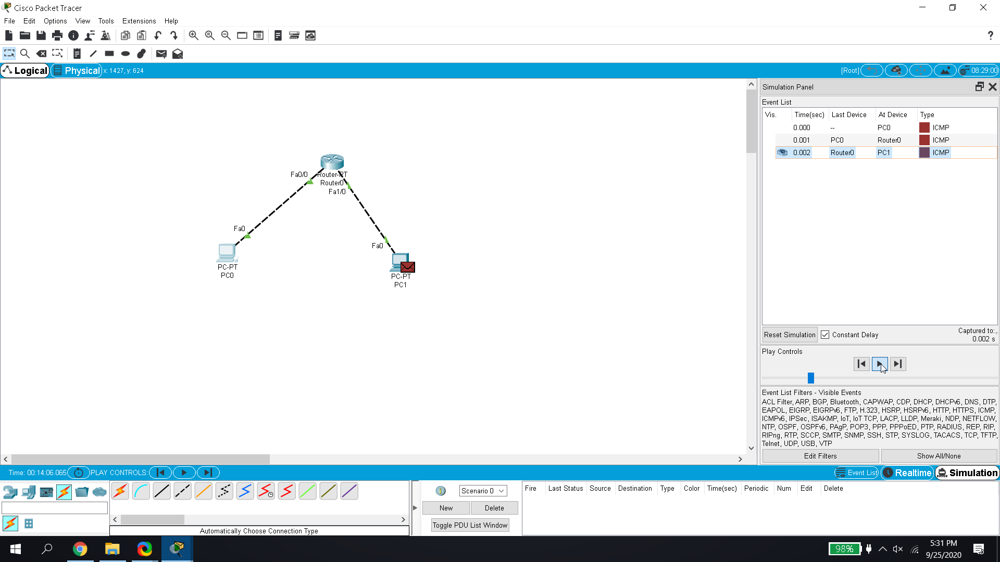 Cisco Packet Tracer
File Edit Options View Tools Extensions Help
?
Logical Physical x: 1427, y: 624 [Root] 08:29:00
Simulation Panel
Event List
Vis. Time(sec) Last Device At Device Type
0.000 -- PC0 ICMP
0.001 PC0 Router0 ICMP
0.002 Router0 PC1 ICMP
Fa0/0 Router-PT
Router0
Fa1/0
Fa0
Fa0
PC-PT
PC0
PC-PT
PC1
Reset Simulation Constant Delay Captured to:
0.002 s
Play Controls
Event List Filters - Visible Events
ACL Filter, ARP, BGP, Bluetooth, CAPWAP, CDP, DHCP, DHCPv6, DNS, DTP,
EAPOL, EIGRP, EIGRPv6, FTP, H.323, HSRP, HSRPv6, HTTP, HTTPS, ICMP,
ICMPv6, IPSec, ISAKMP, IoT, IoT TCP, LACP, LLDP, Meraki, NDP, NETFLOW,
NTP, OSPF, OSPFv6, PAgP, POP3, PPP, PPPoED, PTP, RADIUS, REP, RIP,
RIPng, RTP, SCCP, SMTP, SNMP, SSH, STP, SYSLOG, TACACS, TCP, TFTP,
Telnet, UDP, USB, VTP
Edit Filters Show All/None
Time: 00:14:06.065 PLAY CONTROLS: Event List Realtime Simulation
Scenario 0
New Delete
Toggle PDU List Window
Fire Last Status Source Destination Type Color Time(sec) Periodic Num Edit Delete
Automatically Choose Connection Type
98%
5:31 PM
9/25/2020